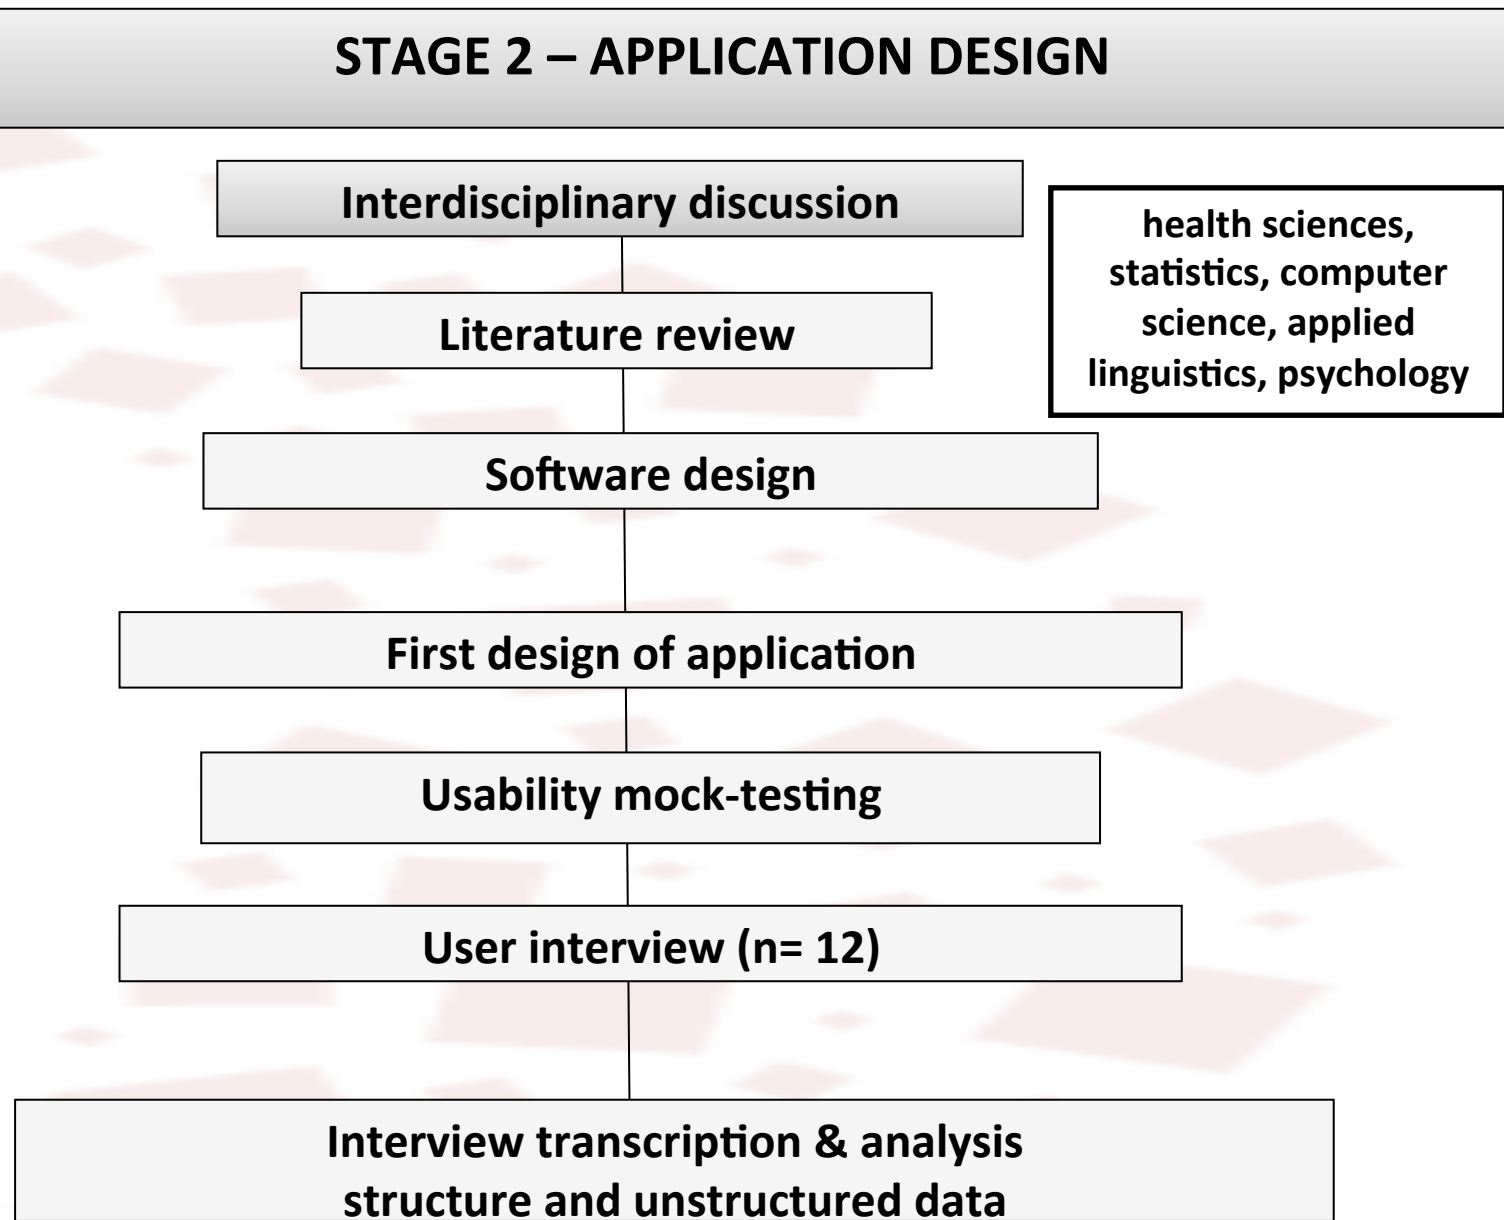 STAGE 2 – APPLICATION DESIGN
Interdisciplinary discussion
health sciences,
statistics, computer
science, applied
linguistics, psychology
Literature review
Software design
First design of application
Usability mock-testing
User interview (n= 12)
Interview transcription & analysis
structure and unstructured data